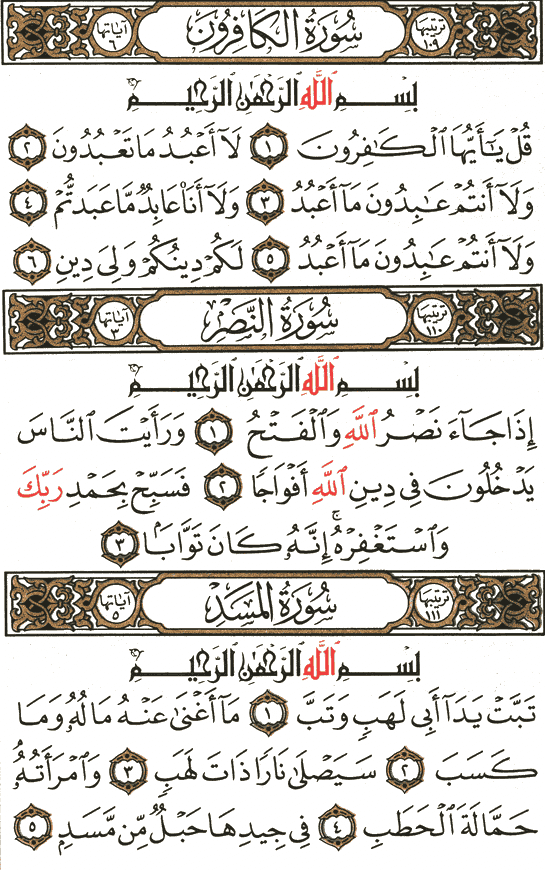 ترتيبها ١٠٩ سُورَةُ الكَافِرُون آياتها ٦
بِسْمِ ٱللَّهِ ٱلرَّحْمَٰنِ ٱلرَّحِيمِ
قُلْ يَٰٓأَيُّهَا ٱلْكَٰفِرُونَ ١ لَآ أَعْبُدُ مَا تَعْبُدُونَ ٢
وَلَآ أَنتُمْ عَٰبِدُونَ مَآ أَعْبُدُ ٣ وَلَآ أَنَا۠ عَابِدٌ مَّا عَبَدتُّمْ ٤
وَلَآ أَنتُمْ عَٰبِدُونَ مَآ أَعْبُدُ ٥ لَكُمْ دِينُكُمْ وَلِىَ دِينِ ٦
ترتيبها ١١٠ سُورَةُ النَّصْر آياتها ٣
بِسْمِ ٱللَّهِ ٱلرَّحْمَٰنِ ٱلرَّحِيمِ
إِذَا جَآءَ نَصْرُ ٱللَّهِ وَٱلْفَتْحُ ١ وَرَأَيْتَ ٱلنَّاسَ
يَدْخُلُونَ فِى دِينِ ٱللَّهِ أَفْوَاجًا ٢ فَسَبِّحْ بِحَمْدِ رَبِّكَ
وَٱسْتَغْفِرْهُ ۚ إِنَّهُۥ كَانَ تَوَّابًۢا ٣
ترتيبها ١١١ سُورَةُ المَسَد آياتها ٥
بِسْمِ ٱللَّهِ ٱلرَّحْمَٰنِ ٱلرَّحِيمِ
تَبَّتْ يَدَآ أَبِى لَهَبٍ وَتَبَّ ١ مَآ أَغْنَىٰ عَنْهُ مَالُهُۥ وَمَا
كَسَبَ ٢ سَيَصْلَىٰ نَارًا ذَاتَ لَهَبٍ ٣ وَٱمْرَأَتُهُۥ
حَمَّالَةَ ٱلْحَطَبِ ٤ فِى جِيدِهَا حَبْلٌ مِّن مَّسَدٍۭ ٥